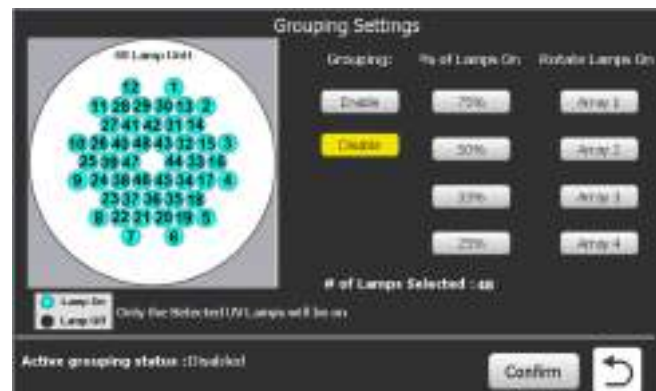 Grouping Settings
Lamp Unit
Grouping: % of Lamps On Rotate Lamps On
12 1
11 28 29 30 13 2
27 41 42 31 14
10 26 40 48 43 32 15 3
25 39 47 44 33 16
9 24 38 46 45 34 17 4
23 37 36 35 18
8 22 21 20 19 5
7 6
Enable 75% Array 1
Disable 50% Array 2
33% Array 3
25% Array 4
# of Lamps Selected : 48
Lamp On
Lamp Off
Only the Selected UV Lamps will be on
Active grouping status :Disabled
Confirm